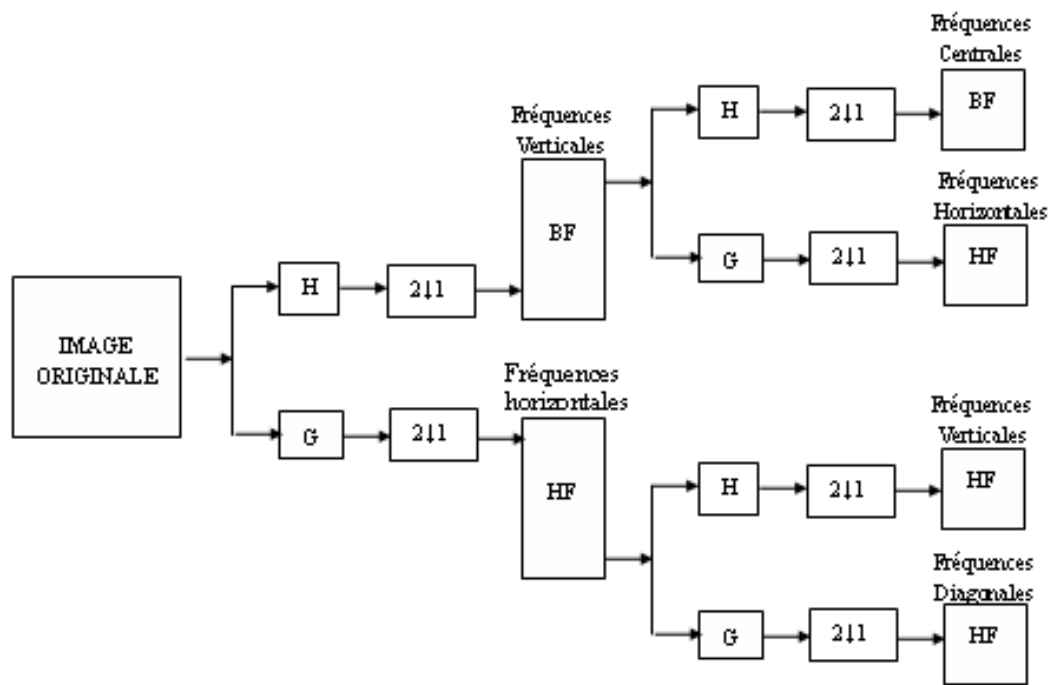 Fréquences
Centrales
BF
H
2↓1
Fréquences
Verticales
BF
Fréquences
Horizontales
HF
G
2↓1
H
2↓1
IMAGE
ORIGINALE
G
2↓1
Fréquences
horizontales
HF
Fréquences
Verticales
HF
H
2↓1
Fréquences
Diagonales
HF
G
2↓1